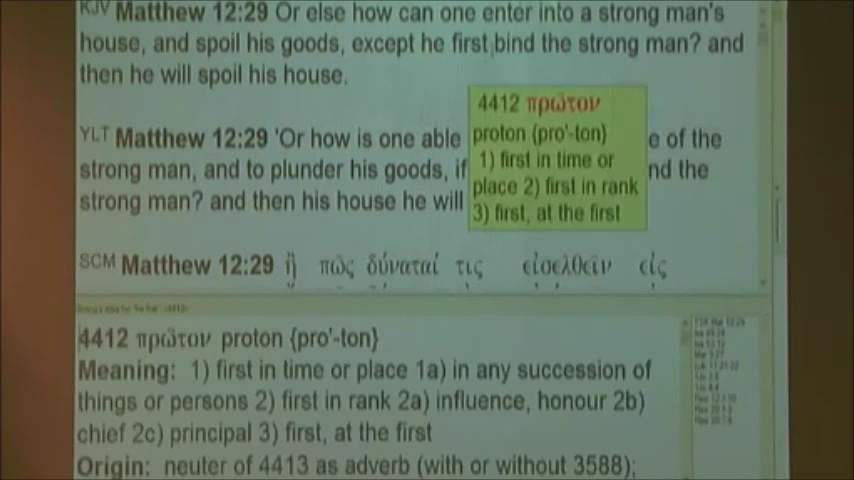 KJV Matthew 12:29 Or else how can one enter into a strong man's
house, and spoil his goods, except he first bind the strong man? and
then he will spoil his house.
4412 πρῶτον
proton {pro'-ton}
1) first in time or
place 2) first in rank
3) first, at the first
YLT Matthew 12:29 'Or how is one able e of the
strong man, and to plunder his goods, if nd the
strong man? and then his house he will
SCM Matthew 12:29 ἢ πῶς δύναταί τις εἰσελθεῖν εἰς
4412 πρῶτον proton {pro'-ton}
Meaning: 1) first in time or place 1a) in any succession of
things or persons 2) first in rank 2a) influence, honour 2b)
chief 2c) principal 3) first, at the first
Origin: neuter of 4413 as adverb (with or without 3588);